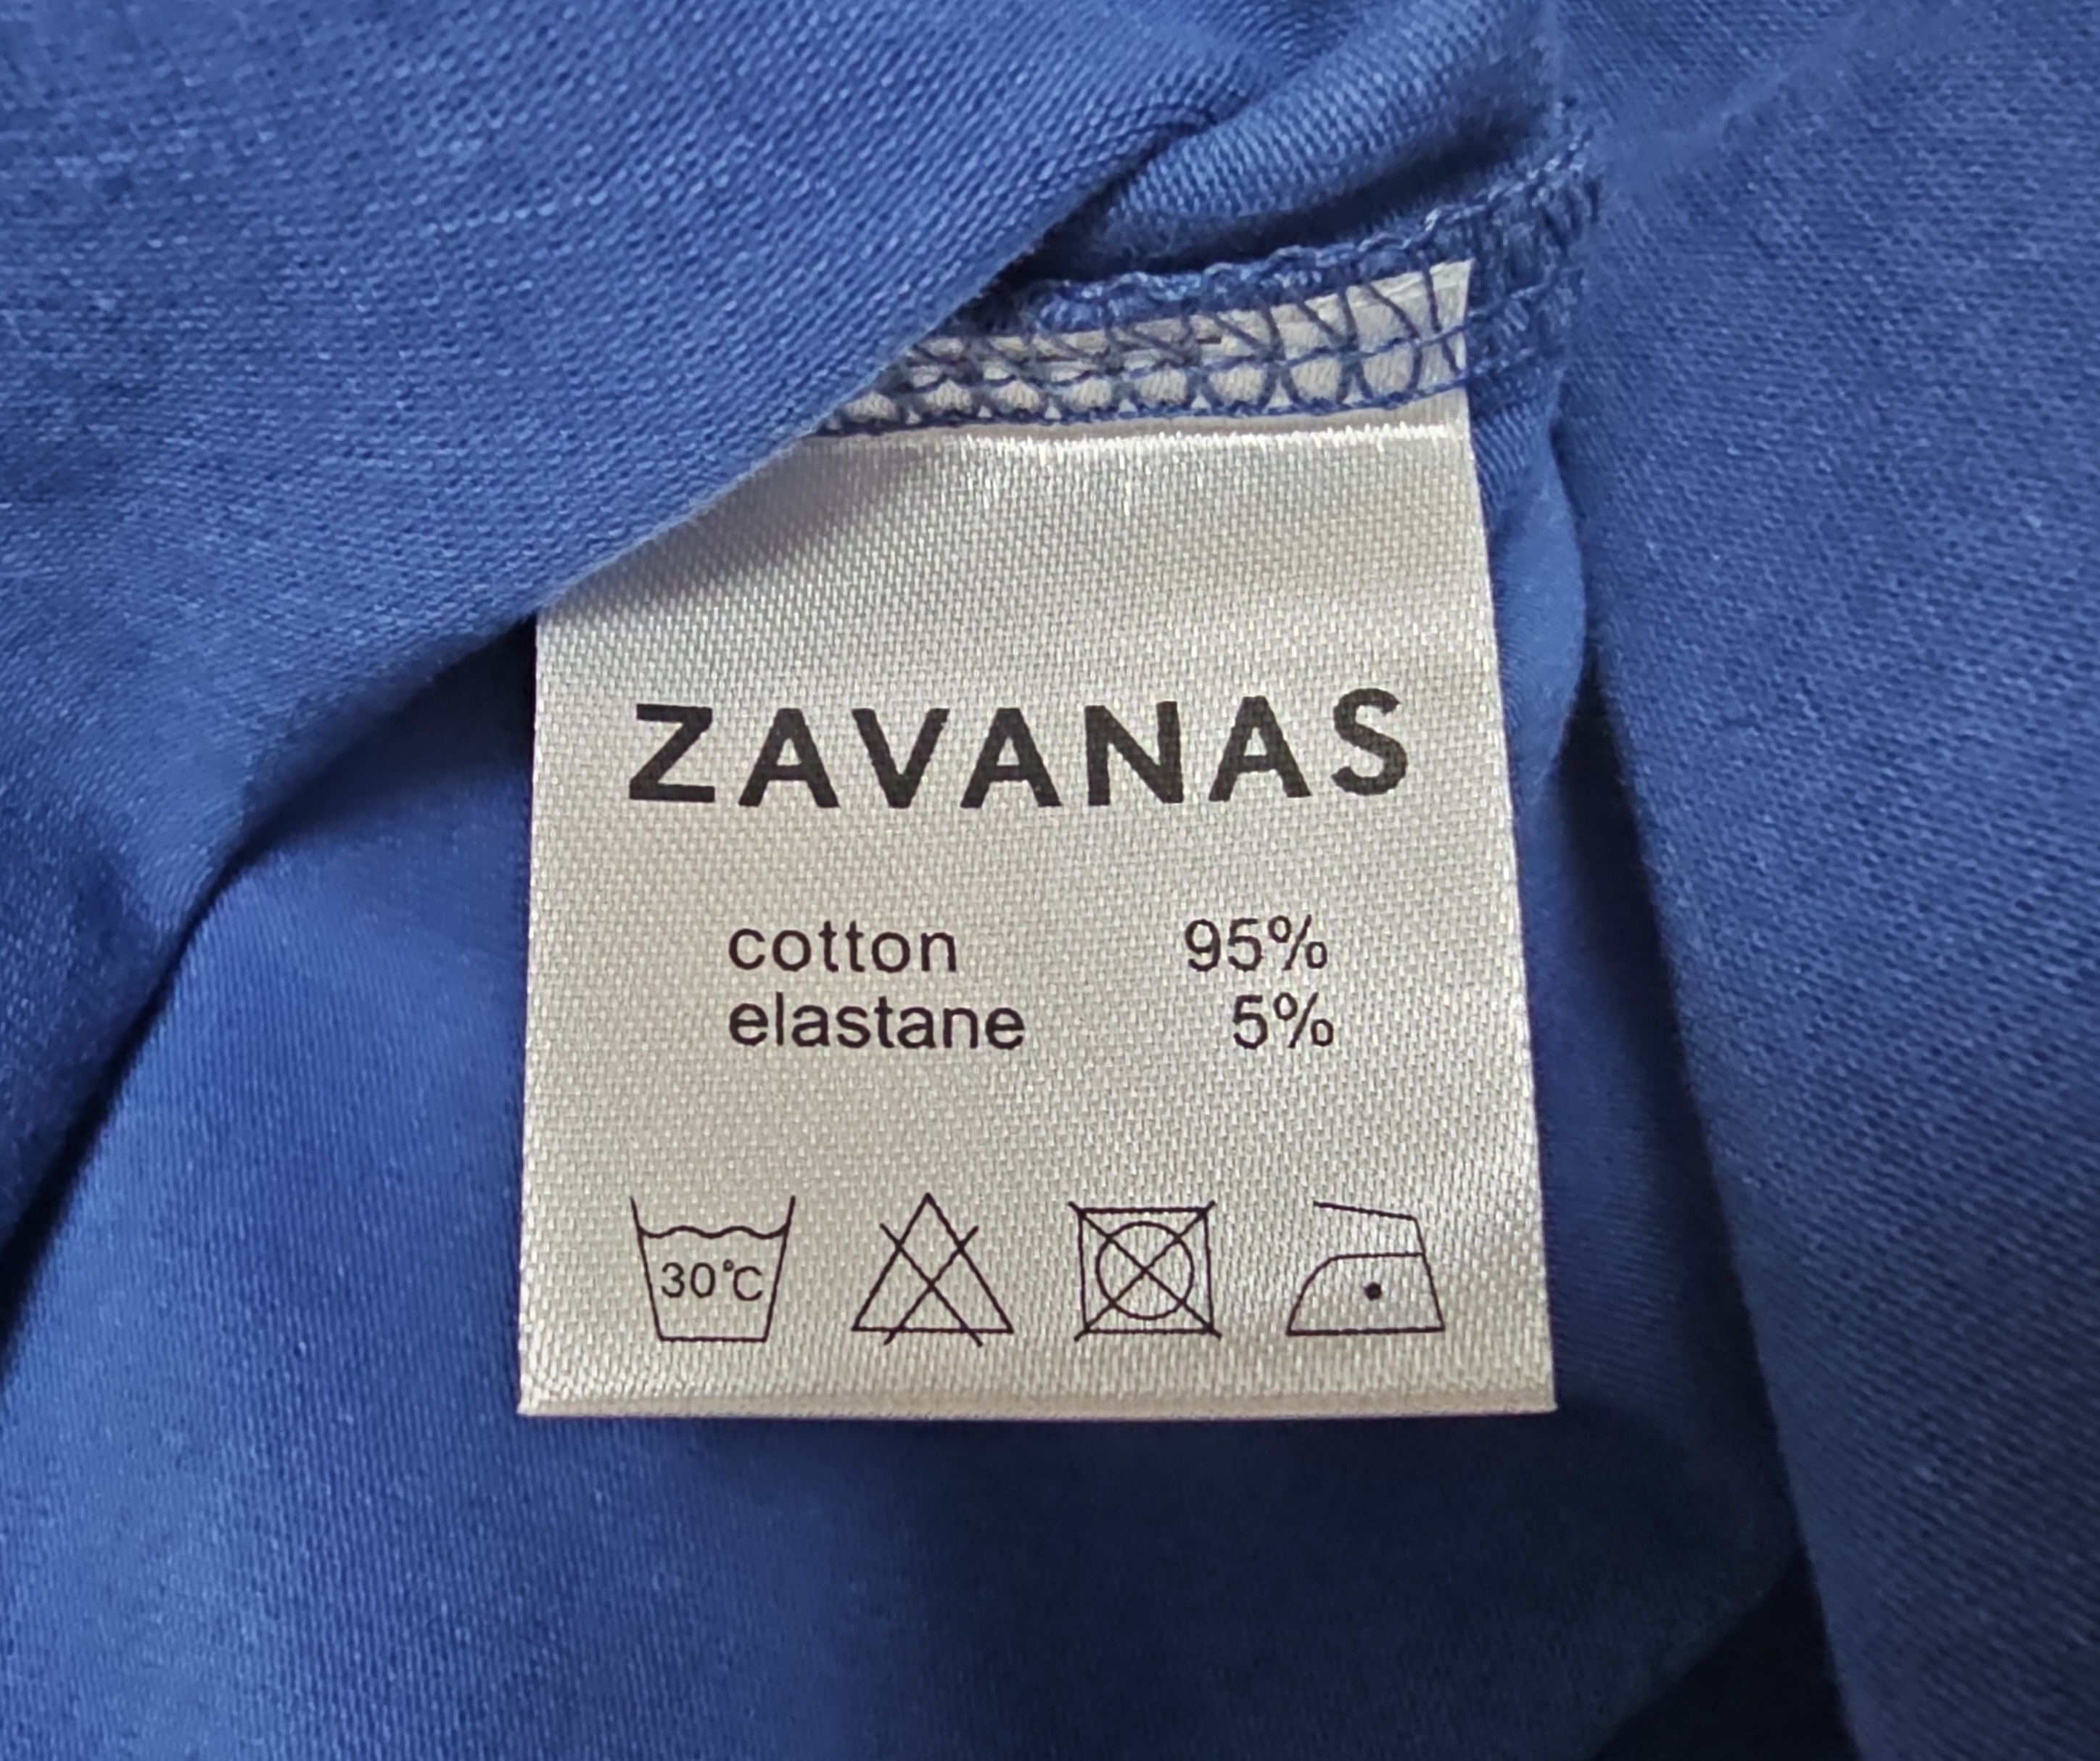 ZAVANAS
cotton 95%
elastane 5%
30°C